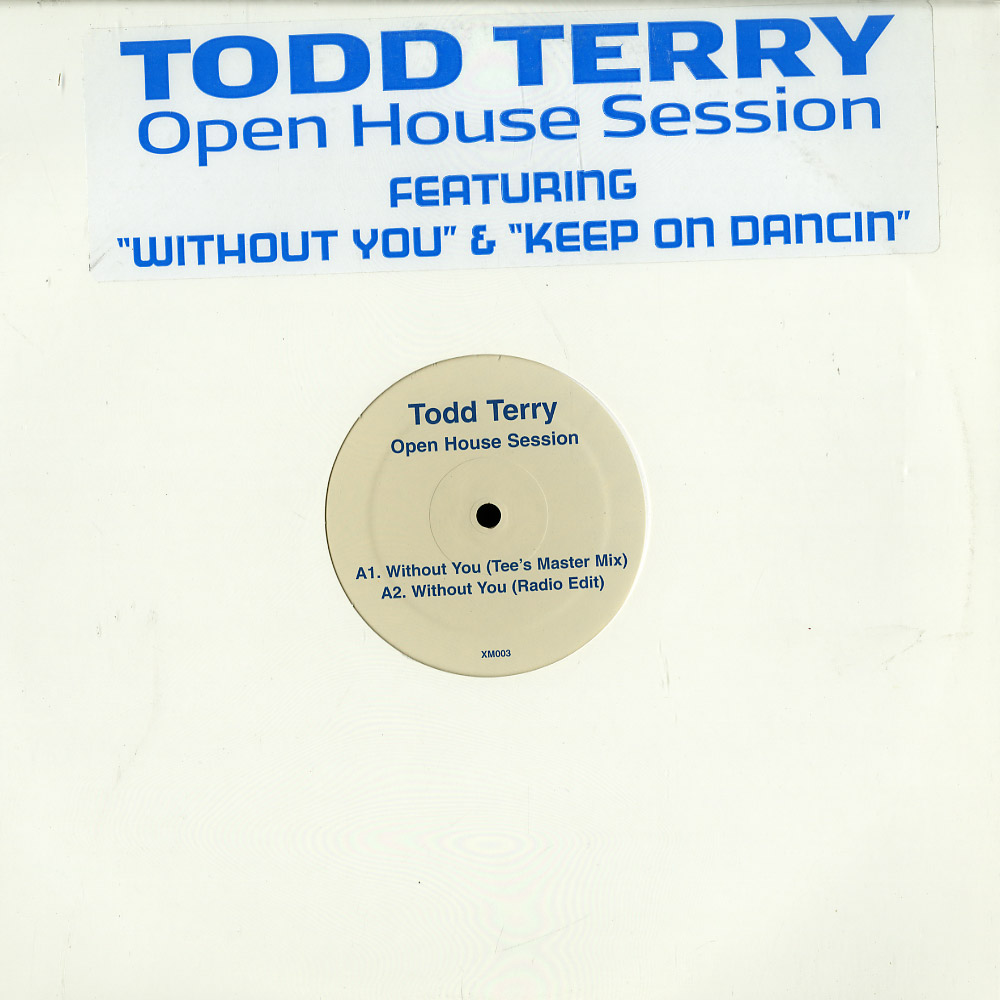 TODD TERRY
Open House Session
FEATURING
"WITHOUT YOU" & "KEEP ON DANCIN"
Todd Terry
Open House Session
A1. Without You (Tee's Master Mix)
A2. Without You (Radio Edit)
XM003